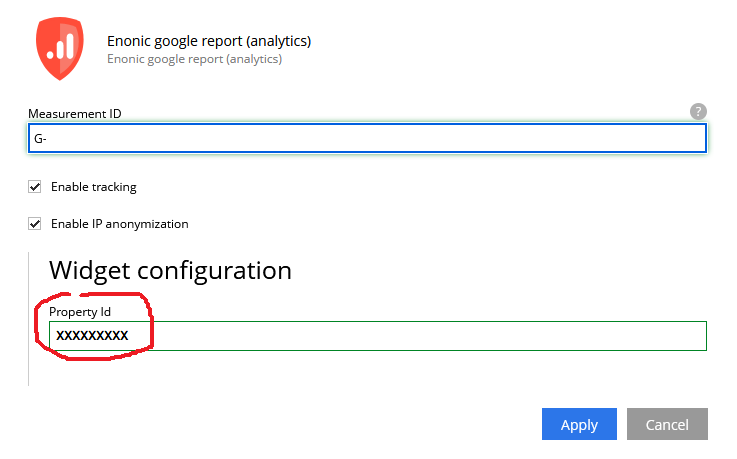 Enonic google report (analytics)
Enonic google report (analytics)
Measurement ID
?
G-
Enable tracking
Enable IP anonymization
Widget configuration
Property Id
XXXXXXXXX
Apply Cancel